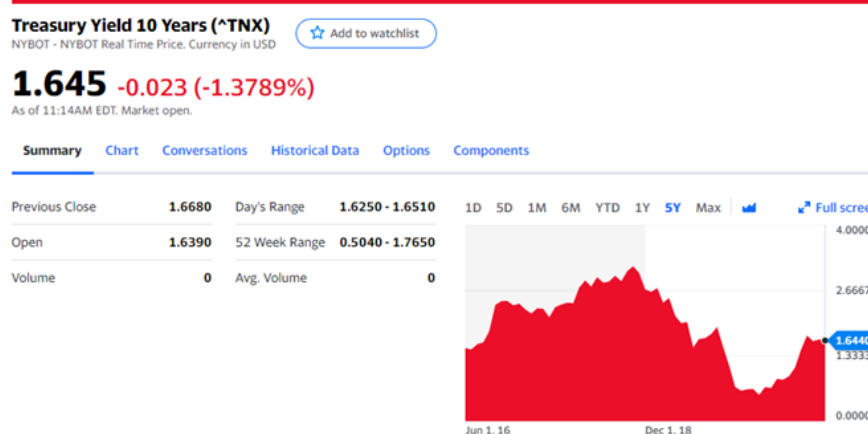 Treasury Yield 10 Years (^TNX)
NYBOT - NYBOT Real Time Price. Currency in USD
Add to watchlist
1.645 -0.023 (-1.3789%)
As of 11:14AM EDT. Market open.
Summary Chart Conversations Historical Data Options Components
Previous Close 1.6680
Open 1.6390
Volume 0
Day's Range 1.6250 - 1.6510
52 Week Range 0.5040 - 1.7650
Avg. Volume 0
1D 5D 1M 6M YTD 1Y 5Y Max Full scree
4.0000
2.6667
1.6440
1.3333
0.0000
Jun 1, 16 Dec 1, 18